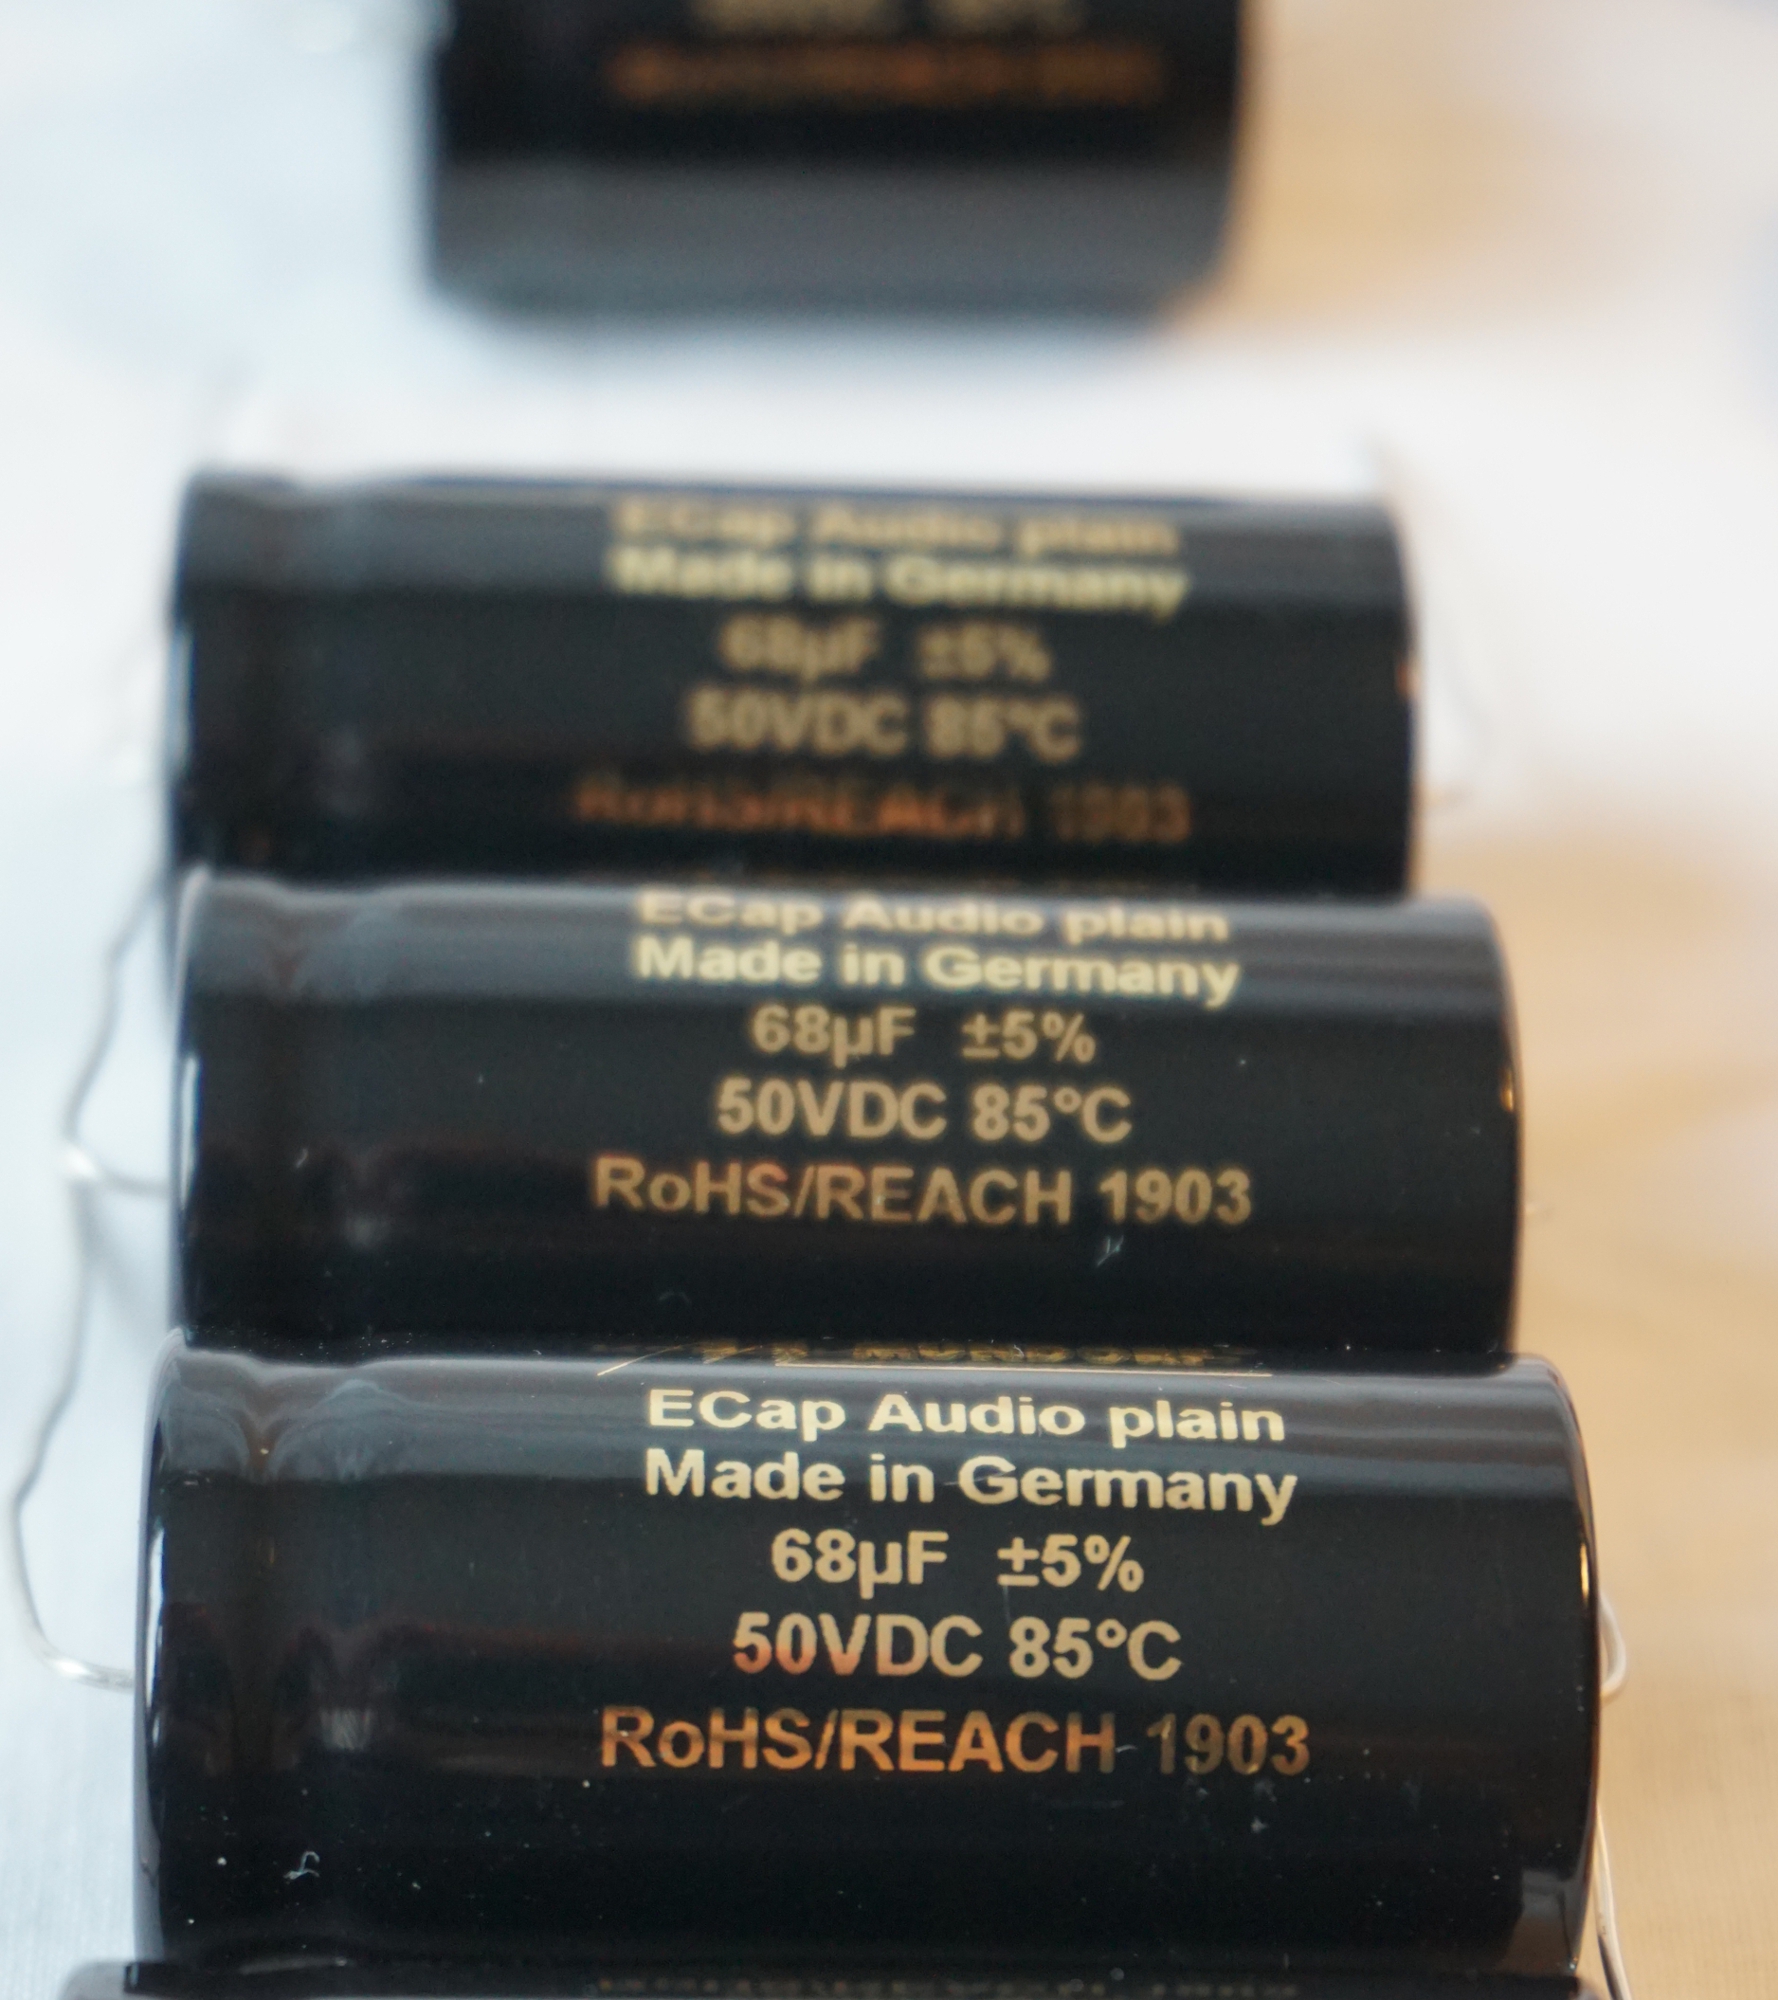 ECap Audio plain
Made in Germany
68µF ±5%
50VDC 85°C
RoHS/REACH 1903
ECap Audio plain
Made in Germany
68µF ±5%
50VDC 85°C
RoHS/REACH 1903
MUNDORF
ECap Audio plain
Made in Germany
68µF ±5%
50VDC 85°C
RoHS/REACH 1903